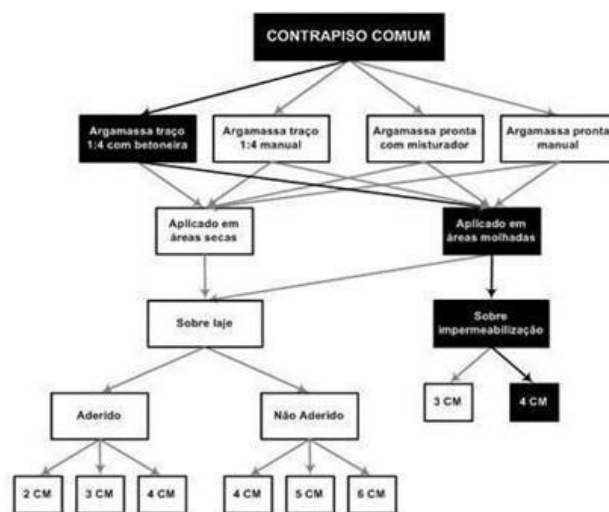 CONTRAPISO COMUM
Argamassa traço
1:4 com betoneira
Argamassa traço
1:4 manual
Argamassa pronta
com misturador
Argamassa pronta
manual
Aplicado em
áreas secas
Aplicado em
áreas molhadas
Sobre laje
Sobre
impermeabilização
3 CM
4 CM
Aderido
Não Aderido
2 CM
3 CM
4 CM
4 CM
5 CM
6 CM